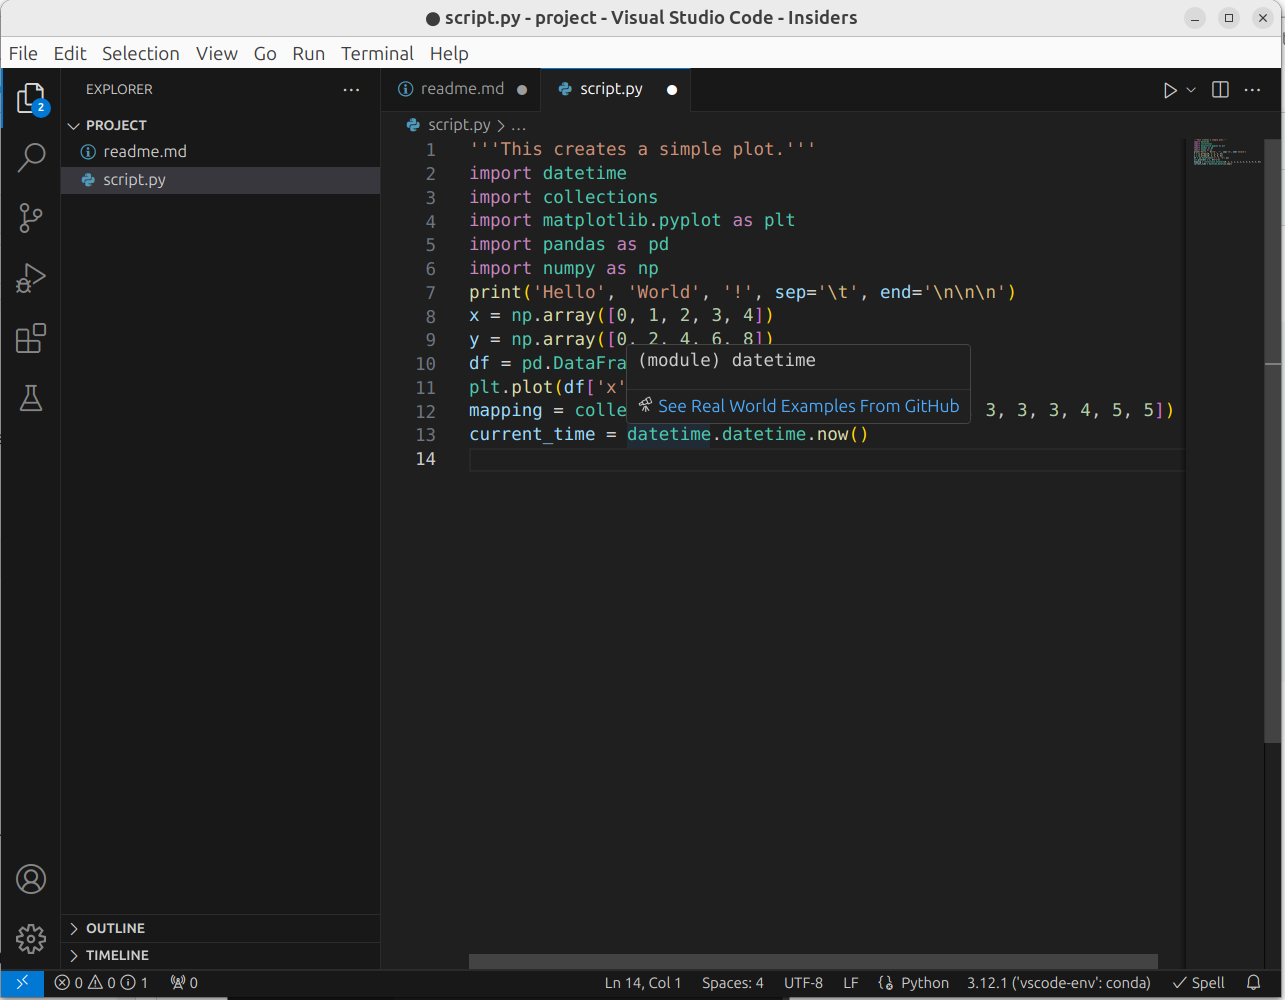 script.py - project - Visual Studio Code - Insiders
File Edit Selection View Go Run Terminal Help
2
EXPLORER
PROJECT
readme.md
script.py
OUTLINE
TIMELINE
readme.md script.py
script.py > ...
1 '''This creates a simple plot.'''
2 import datetime
3 import collections
4 import matplotlib.pyplot as plt
5 import pandas as pd
6 import numpy as np
7 print('Hello', 'World', '!', sep='\t', end='\n\n\n')
8 x = np.array([0, 1, 2, 3, 4])
9 y = np.array([0, 2, 4, 6, 8])
10 df = pd.DataFra
11 plt.plot(df['x'
12 mapping = colle 3, 3, 3, 4, 5, 5])
13 current_time = datetime.datetime.now()
14
(module) datetime
See Real World Examples From GitHub
0 0 1 0 Ln 14, Col 1 Spaces: 4 UTF-8 LF Python 3.12.1 ('vscode-env': conda) Spell